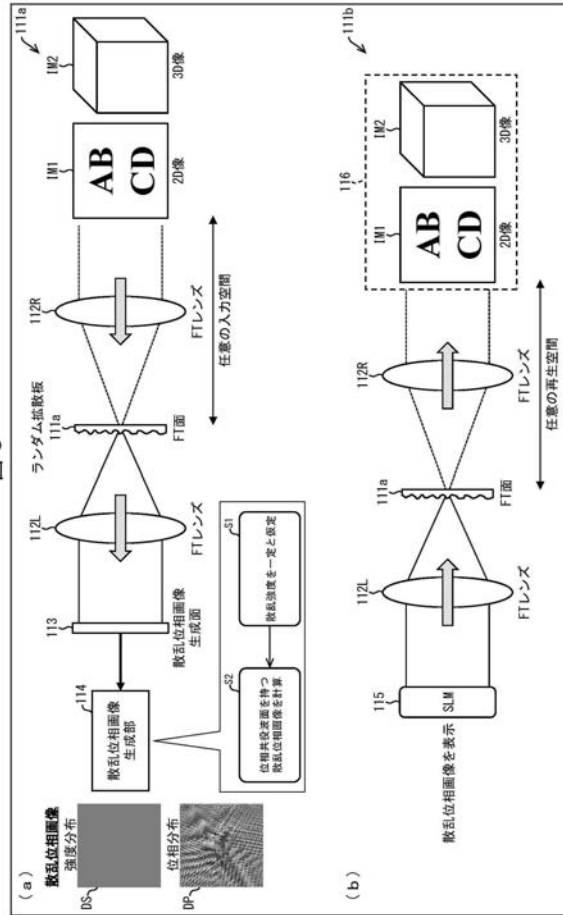 (a)
散乱位相画像
強度分布
DS
位相分布
DP
114
散乱位相画像
生成部
S2
位相共役波面を持つ
散乱位相画像を計算
S1
散乱強度を一定と仮定
113
散乱位相画像
生成面
112L
FTレンズ
ランダム拡散板
111a
FT面
112R
FTレンズ
任意の入力空間
IM1
AB
CD
2D像
IM2
3D像
111a
(b)
散乱位相画像を表示
115
SLM
112L
FTレンズ
111a
FT面
112R
FTレンズ
任意の再生空間
116
IM1
AB
CD
2D像
IM2
3D像
111b